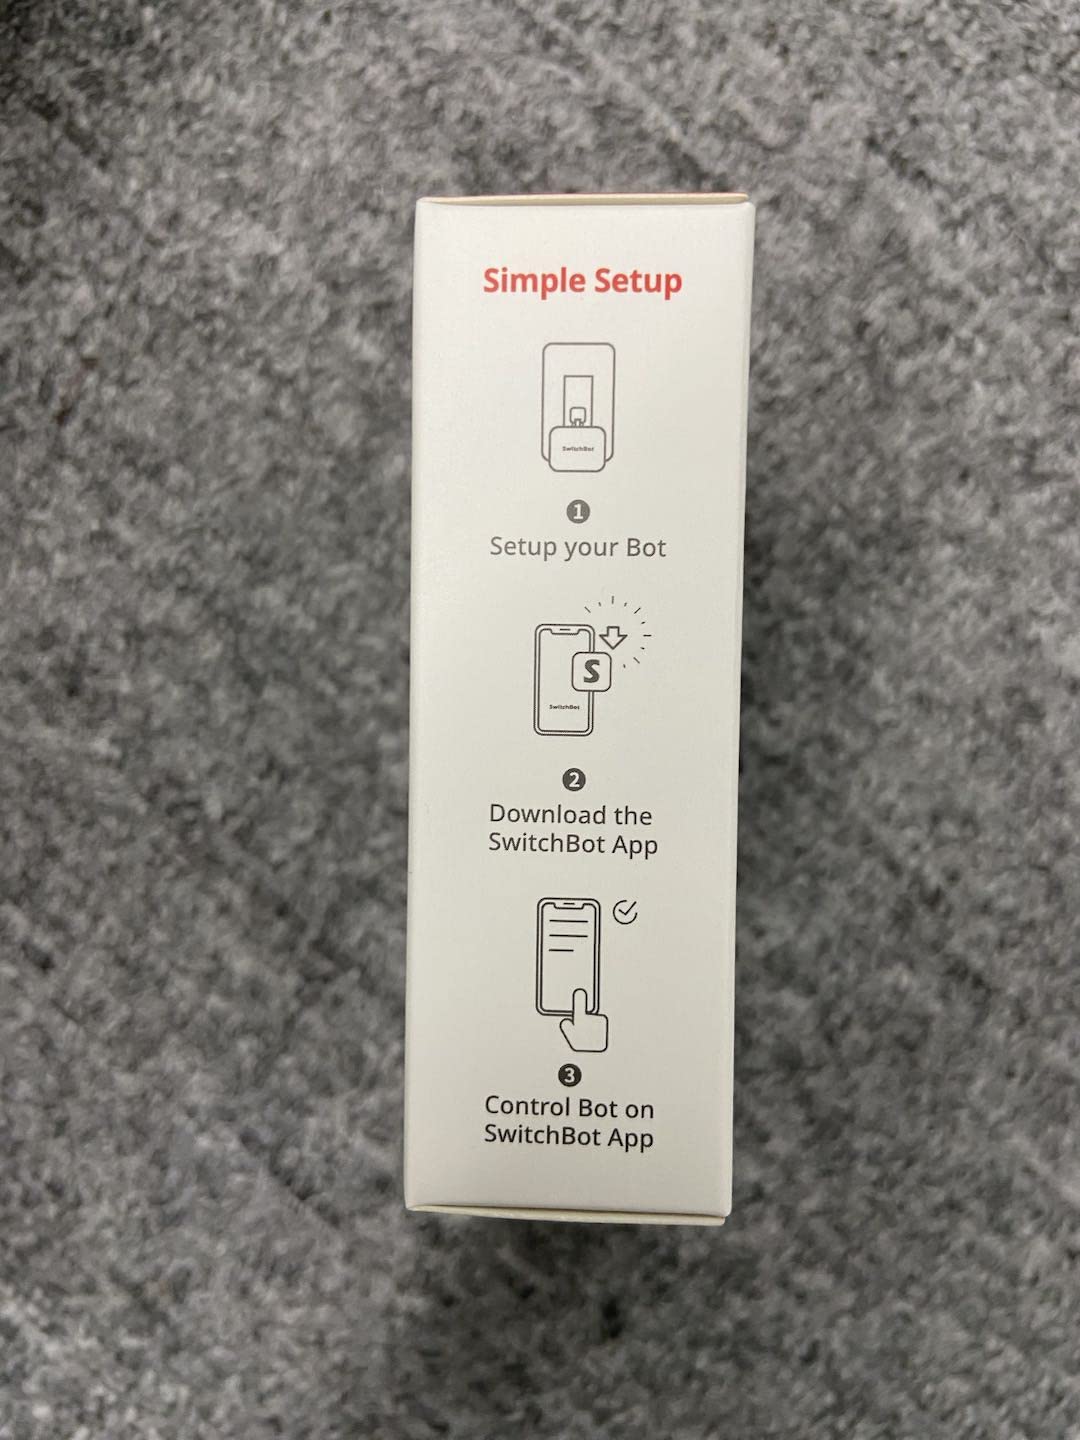 Simple Setup
SwitchBot
1
Setup your Bot
S
SwitchBot
2
Download the
SwitchBot App
3
Control Bot on
SwitchBot App